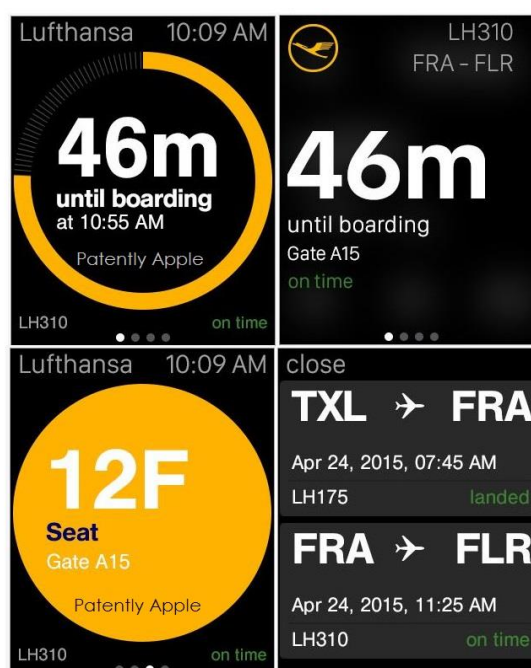 Lufthansa 10:09 AM
46m
until boarding
at 10:55 AM
Patently Apple
LH310 on time
LH310
FRA - FLR
46m
until boarding
Gate A15
on time
Lufthansa 10:09 AM
12F
Seat
Gate A15
Patently Apple
LH310 on time
close
TXL FRA
Apr 24, 2015, 07:45 AM
LH175 landed
FRA FLR
Apr 24, 2015, 11:25 AM
LH310 on time